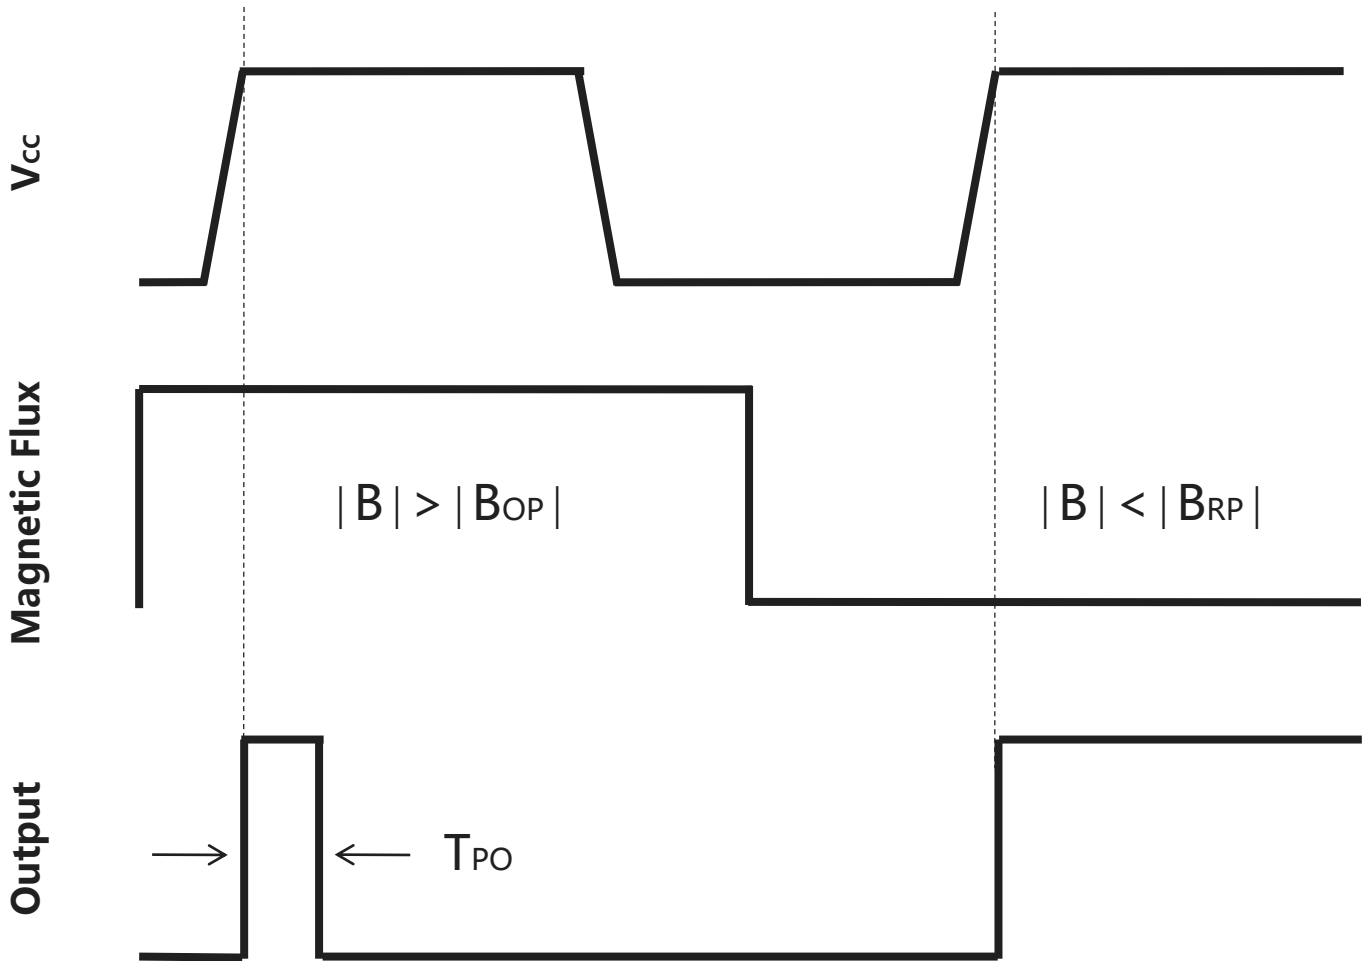 Vcc
Magnetic Flux
|B| > |BOP|
|B| < |BRP|
Output
TPO